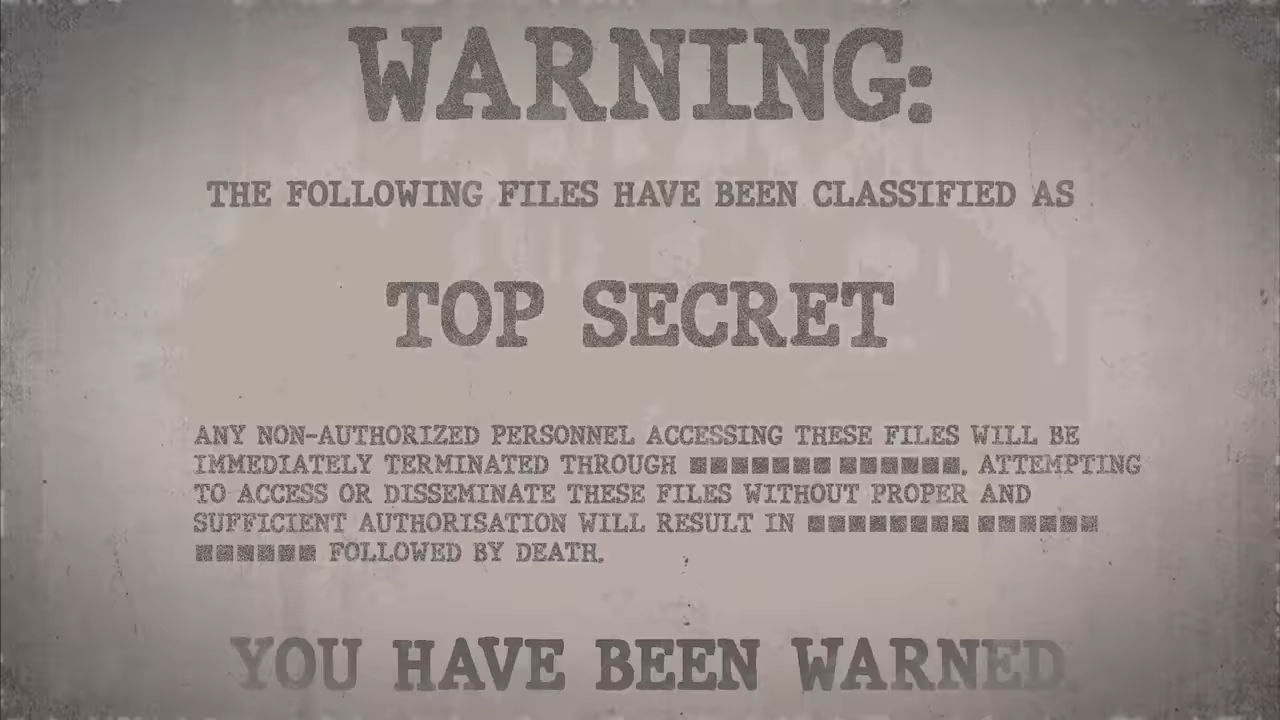 WARNING:
THE FOLLOWING FILES HAVE BEEN CLASSIFIED AS
TOP SECRET
ANY NON-AUTHORIZED PERSONNEL ACCESSING THESE FILES WILL BE
IMMEDIATELY TERMINATED THROUGH ■■■■■■■ ■■■■■■. ATTEMPTING
TO ACCESS OR DISSEMINATE THESE FILES WITHOUT PROPER AND
SUFFICIENT AUTHORISATION WILL RESULT IN ■■■■■■■■ ■■■■■■
■■■■■■ FOLLOWED BY DEATH.
YOU HAVE BEEN WARNED.